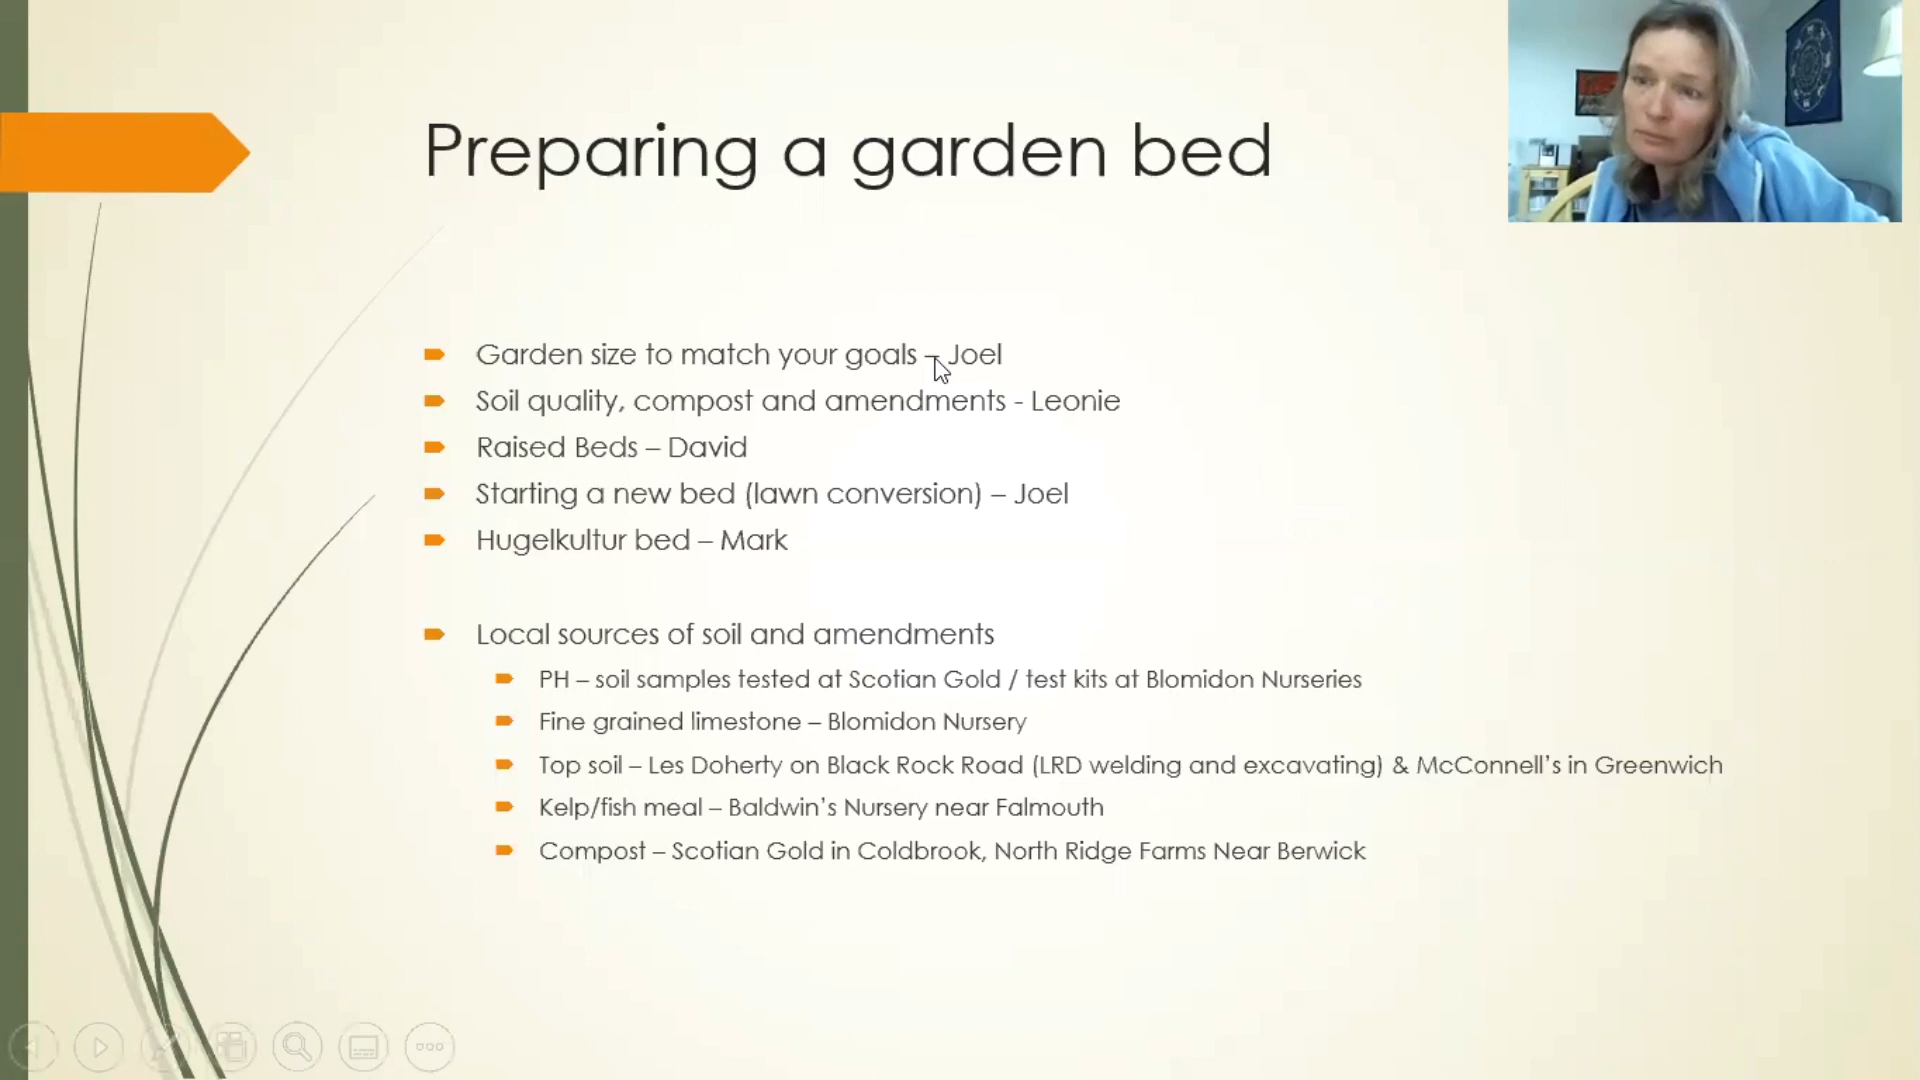 Preparing a garden bed
Garden size to match your goals – Joel
Soil quality, compost and amendments - Leonie
Raised Beds – David
Starting a new bed (lawn conversion) – Joel
Hugelkultur bed – Mark
Local sources of soil and amendments
PH – soil samples tested at Scotian Gold / test kits at Blomidon Nurseries
Fine grained limestone – Blomidon Nursery
Top soil – Les Doherty on Black Rock Road (LRD welding and excavating) & McConnell’s in Greenwich
Kelp/fish meal – Baldwin’s Nursery near Falmouth
Compost – Scotian Gold in Coldbrook, North Ridge Farms Near Berwick